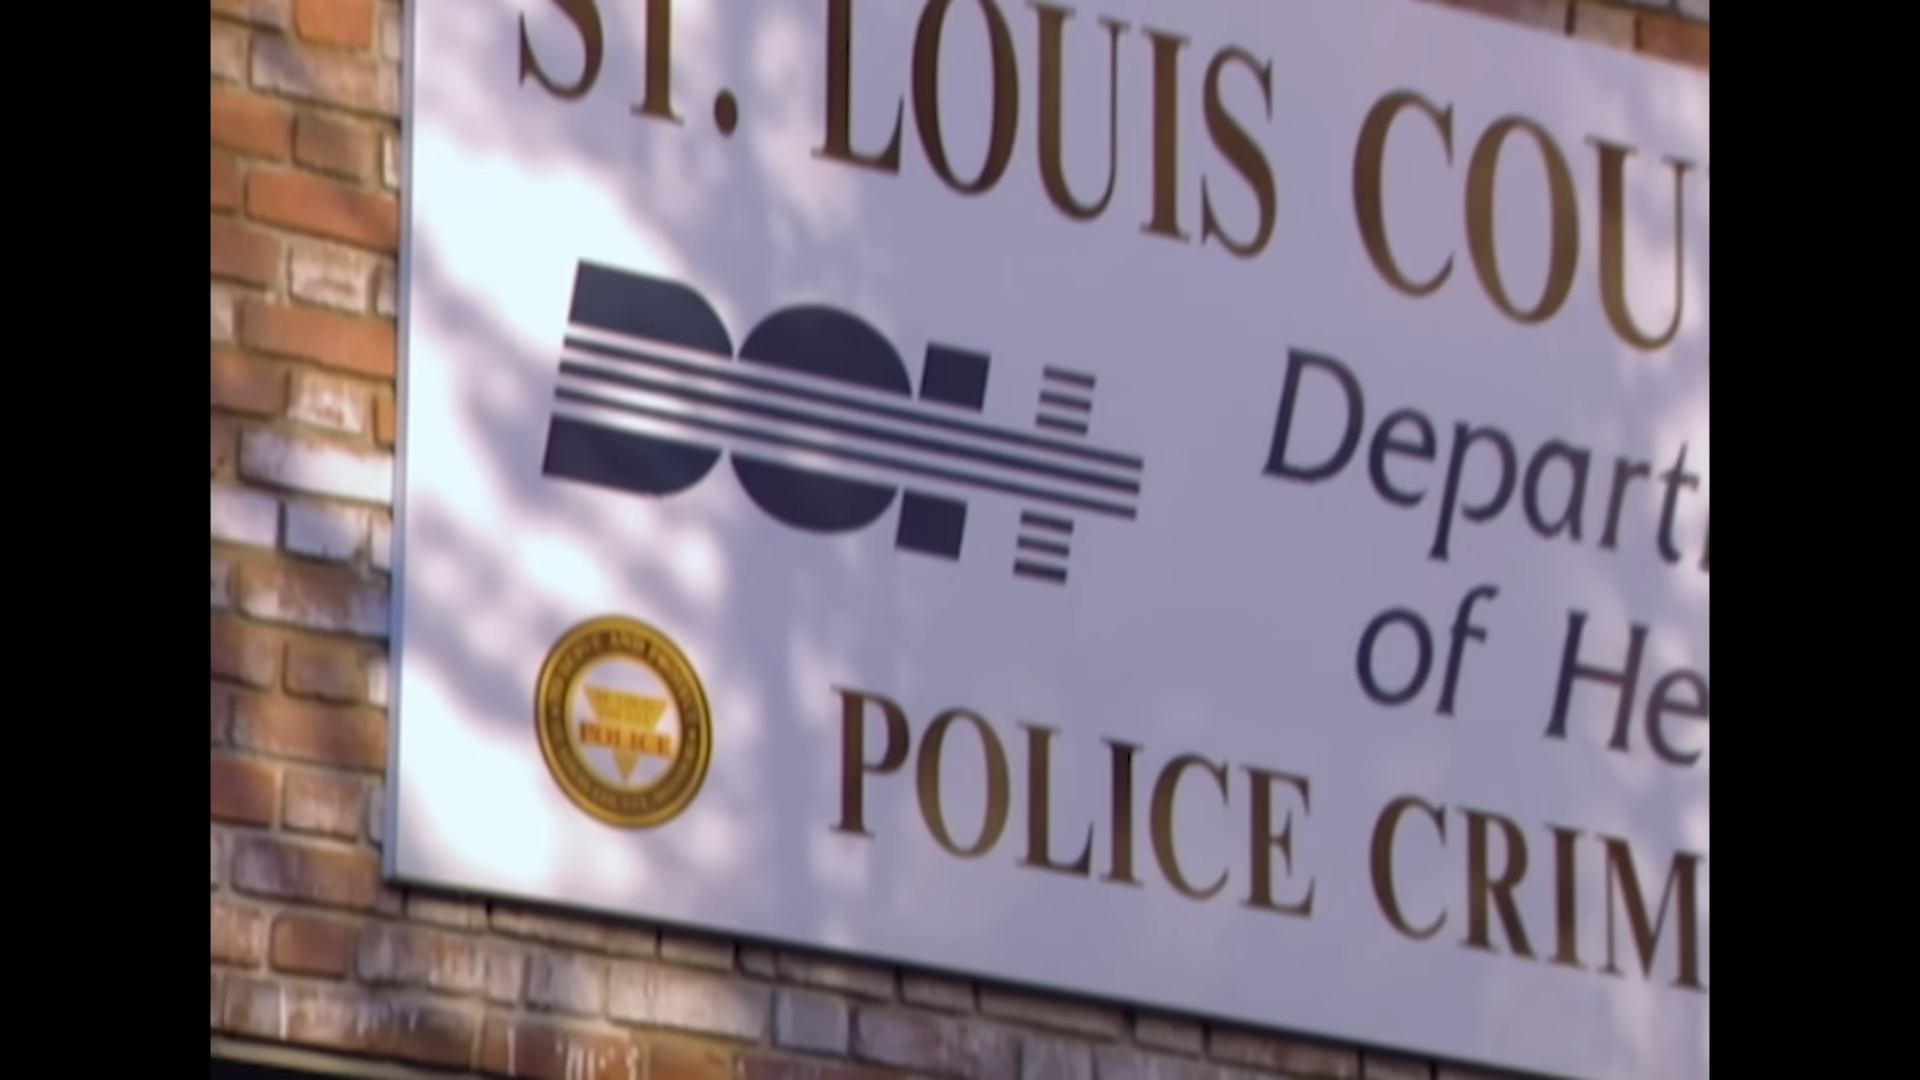 ST. LOUIS COU
DOH
Depart
of He
POLICE
POLICE CRIM